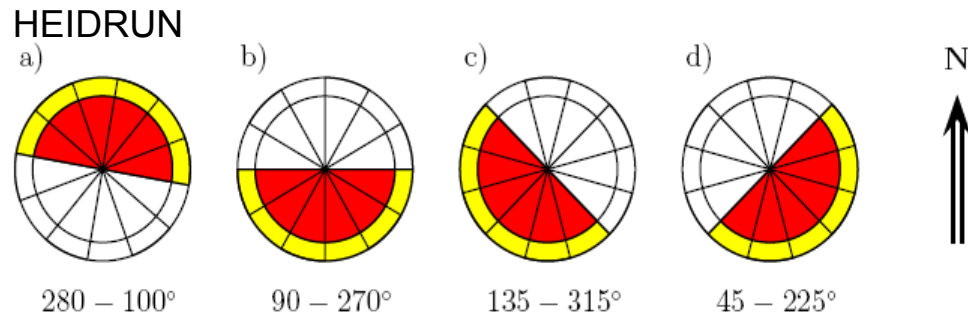 HEIDRUN
a) b) c) d) N
280 – 100° 90 – 270° 135 – 315° 45 – 225°